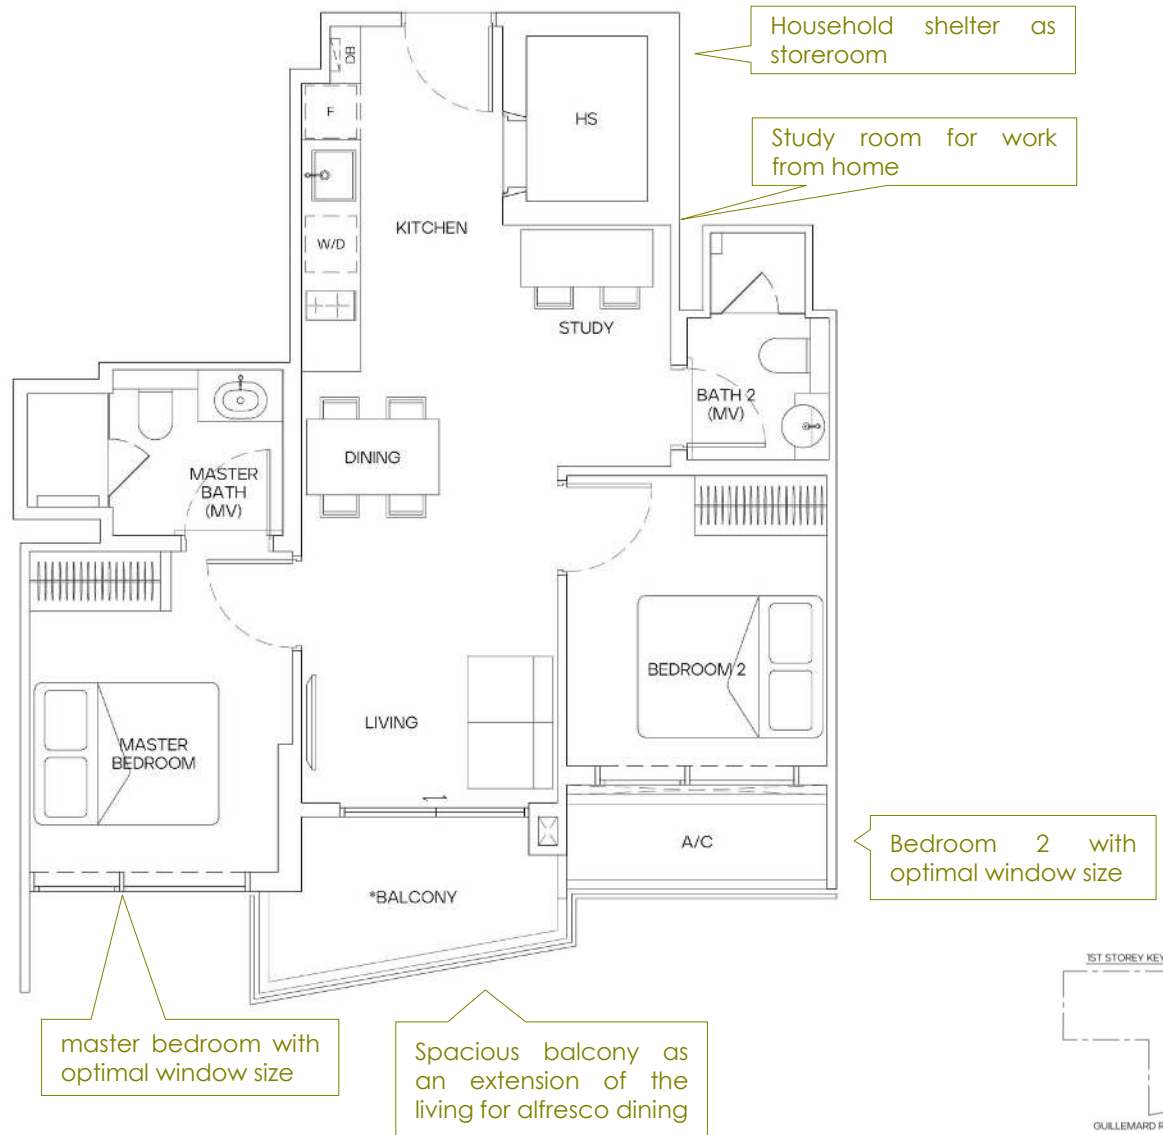 Household shelter as
storeroom
DB
F
HS
Study room for work
from home
KITCHEN
W/D
STUDY
BATH 2
(MV)
DINING
MASTER
BATH
(MV)
BEDROOM 2
LIVING
MASTER
BEDROOM
A/C
Bedroom 2 with
optimal window size
*BALCONY
1ST STOREY KEY
master bedroom with
optimal window size
Spacious balcony as
an extension of the
living for alfresco dining
GUILLEMARD R